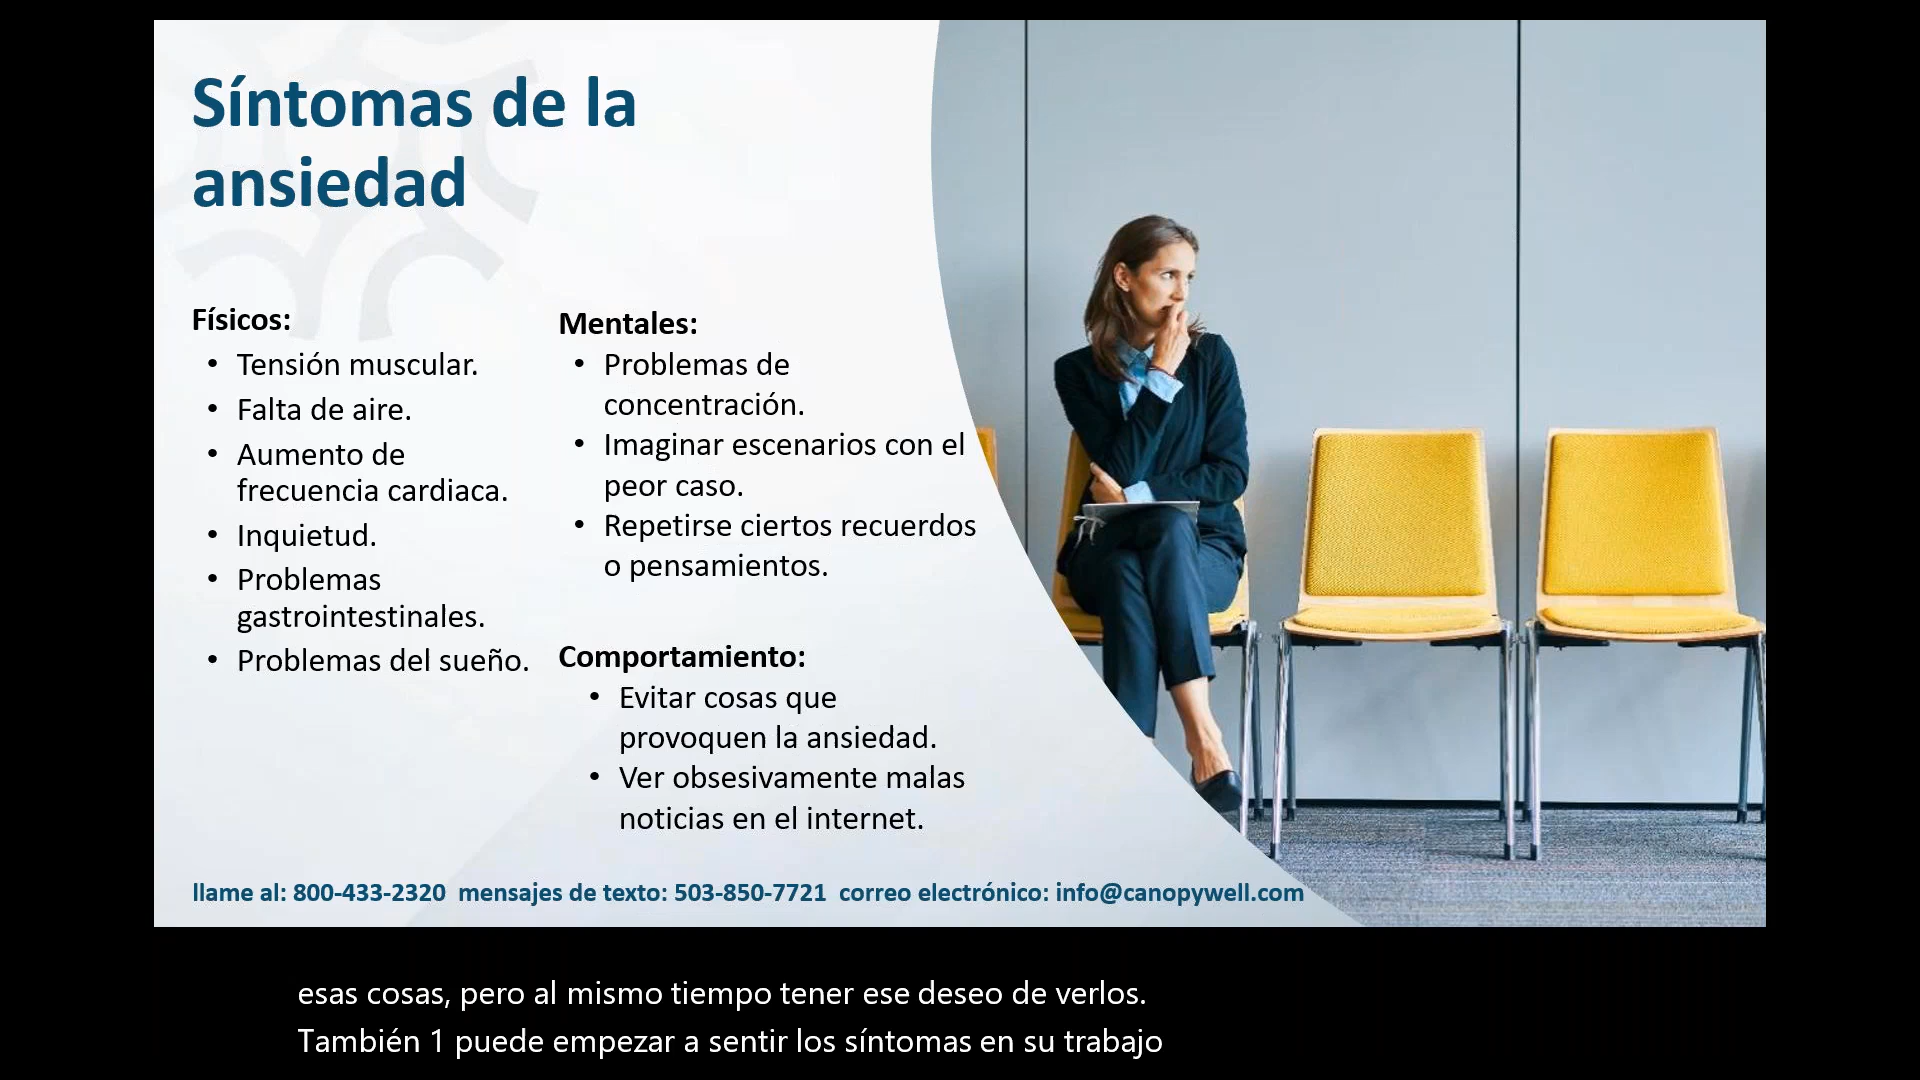 Síntomas de la
ansiedad
Físicos:
• Tensión muscular.
• Falta de aire.
• Aumento de
frecuencia cardiaca.
• Inquietud.
• Problemas
gastrointestinales.
• Problemas del sueño.
Mentales:
• Problemas de
concentración.
• Imaginar escenarios con el
peor caso.
• Repetirse ciertos recuerdos
o pensamientos.
Comportamiento:
• Evitar cosas que
provoquen la ansiedad.
• Ver obsesivamente malas
noticias en el internet.
llame al: 800-433-2320 mensajes de texto: 503-850-7721 correo electrónico: info@canopywell.com
esas cosas, pero al mismo tiempo tener ese deseo de verlos.
También 1 puede empezar a sentir los síntomas en su trabajo